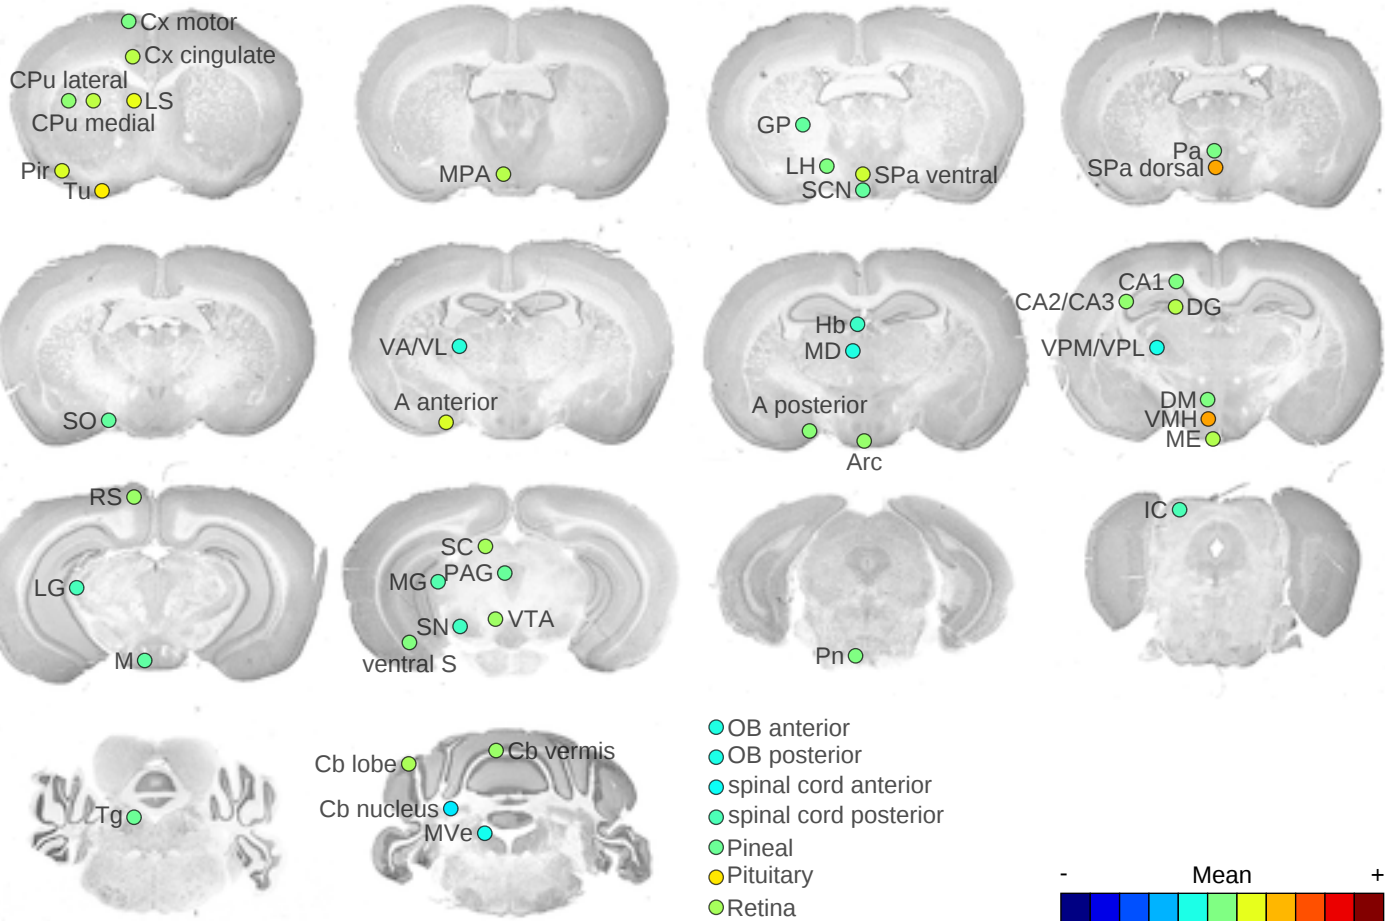 Cx motor
Cx cingulate
CPu lateral
LS
CPu medial
Pir
Tu
MPA
GP
LH
SPa ventral
SCN
Pa
SPa dorsal
SO
VA/VL
A anterior
Hb
MD
A posterior
Arc
CA1
CA2/CA3
DG
VPM/VPL
DM
VMH
ME
RS
LG
M
SC
PAG
MG
VTA
SN
ventral S
Pn
IC
Tg
Cb vermis
Cb lobe
Cb nucleus
MVe
OB anterior
OB posterior
spinal cord anterior
spinal cord posterior
Pineal
Pituitary
Retina
- Mean +